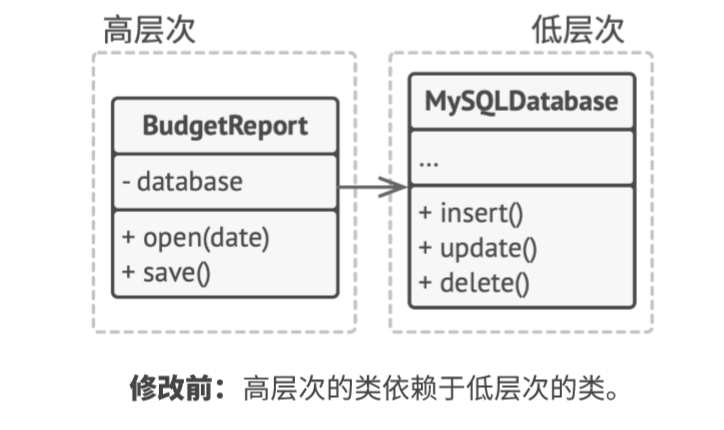 高层次
低层次
BudgetReport
- database
+ open(date)
+ save()
MySQLDatabase
...
+ insert()
+ update()
+ delete()
修改前：高层次的类依赖于低层次的类。